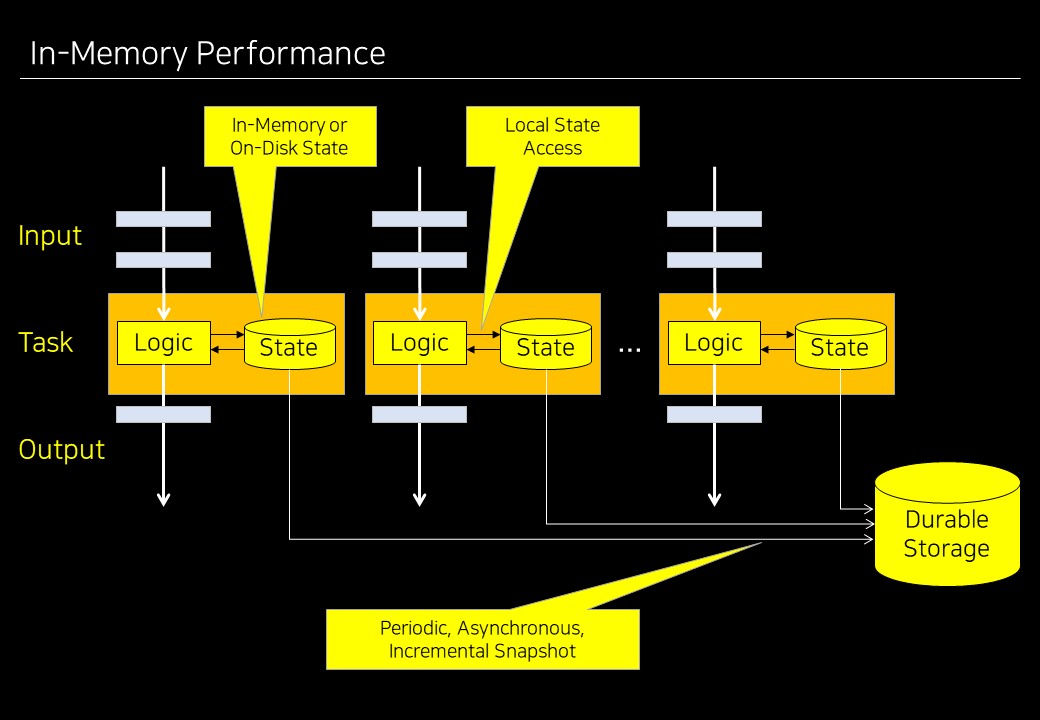 In-Memory Performance
In-Memory or
On-Disk State
Local State
Access
Input
Task
Logic
State
Logic
State
...
Logic
State
Output
Durable
Storage
Periodic, Asynchronous,
Incremental Snapshot